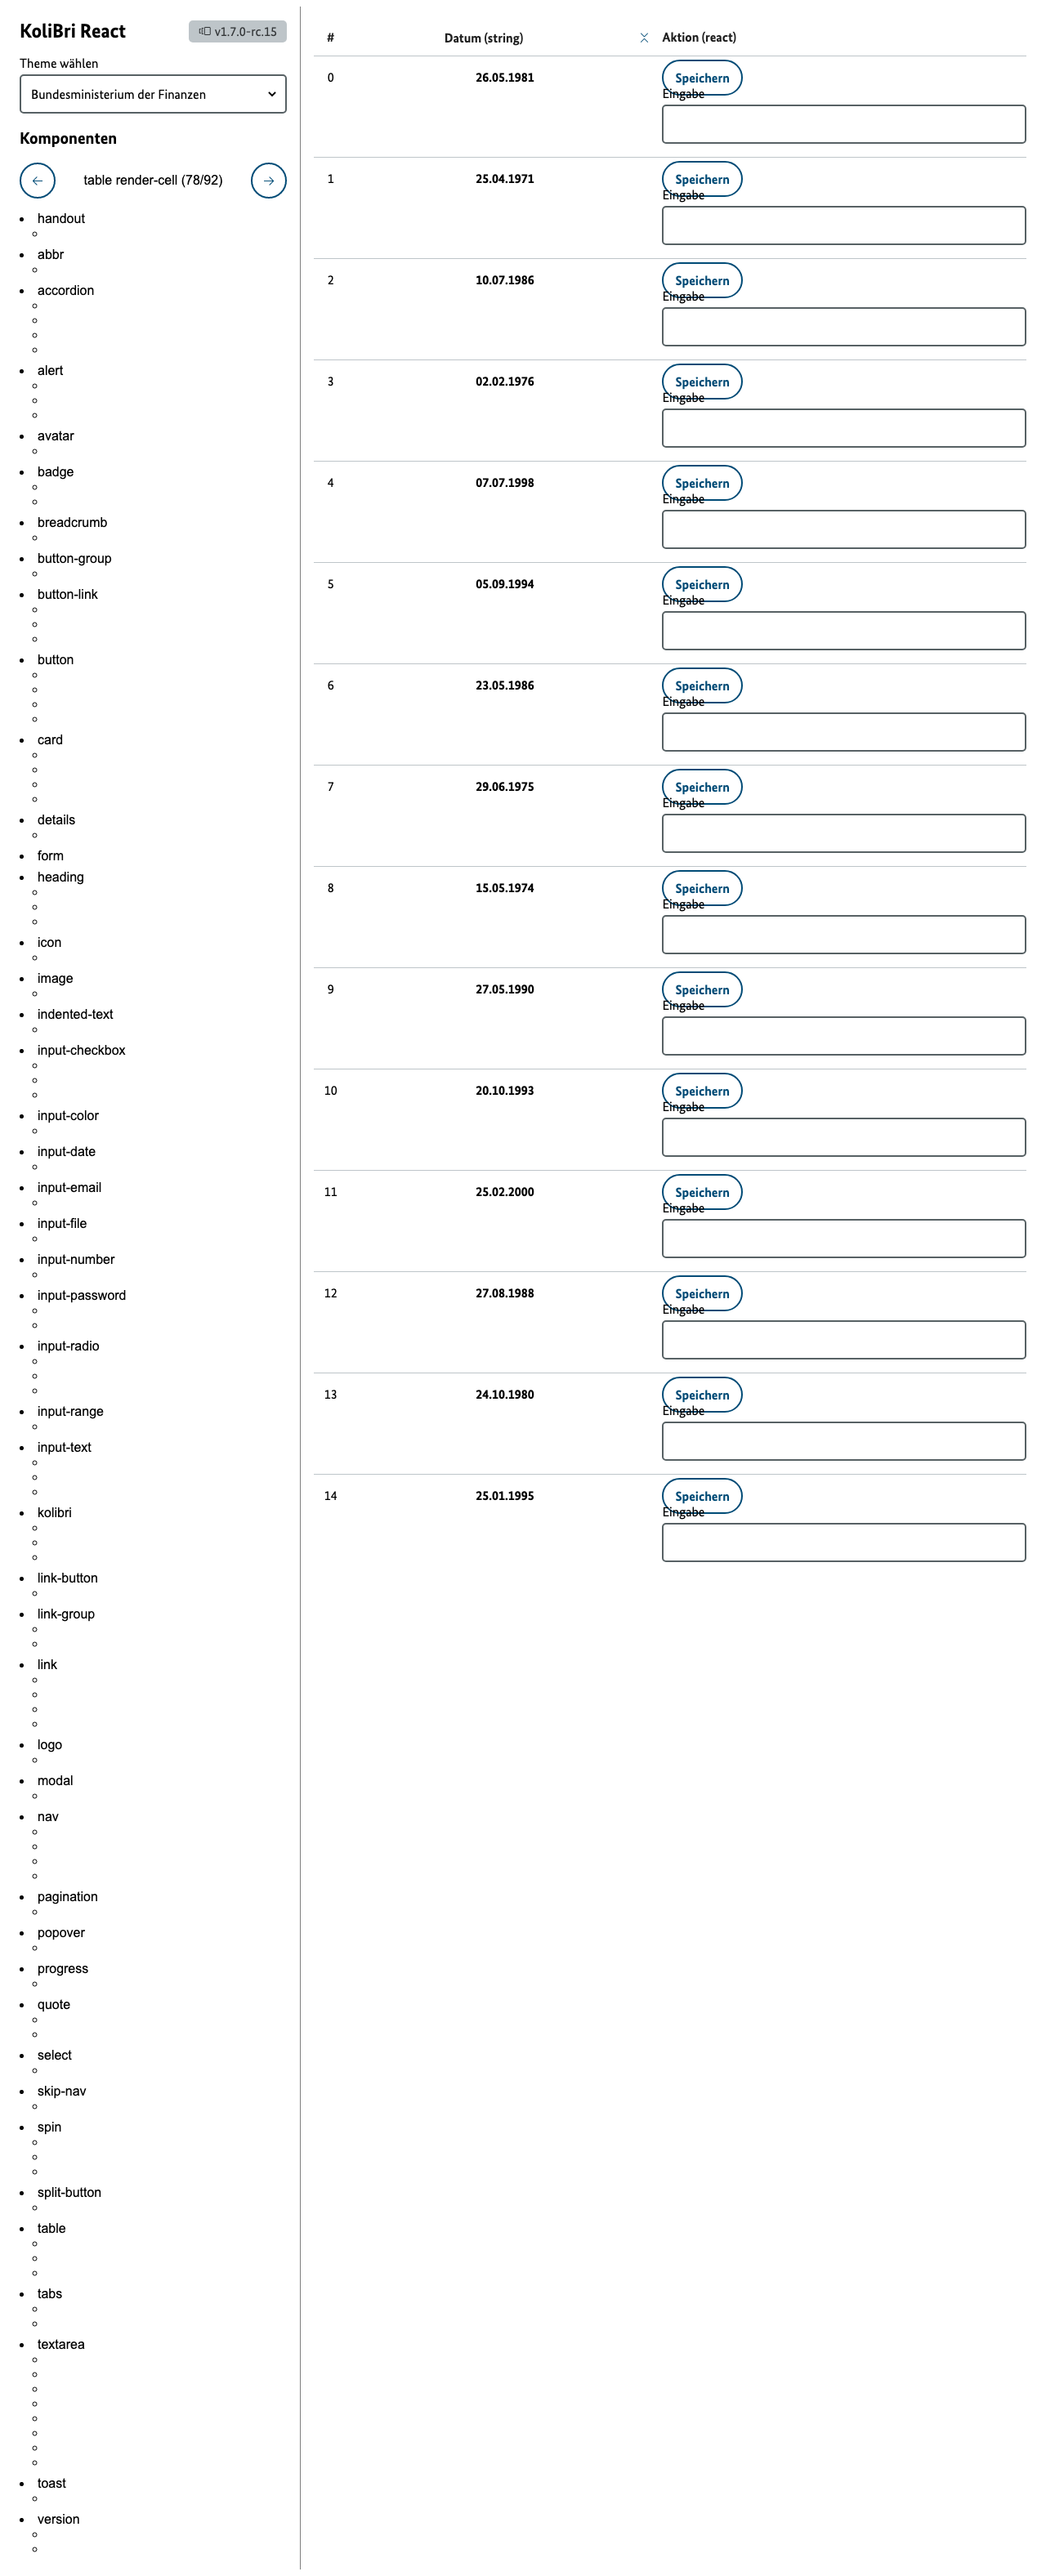 KoliBri React
v1.7.0-rc.15
Theme wählen
Bundesministerium der Finanzen
Komponenten
table render-cell (78/92)
handout
abbr
accordion
alert
avatar
badge
breadcrumb
button-group
button-link
button
card
details
form
heading
icon
image
indented-text
input-checkbox
input-color
input-date
input-email
input-file
input-number
input-password
input-radio
input-range
input-text
kolibri
link-button
link-group
link
logo
modal
nav
pagination
popover
progress
quote
select
skip-nav
spin
split-button
table
tabs
textarea
toast
version
# Datum (string) Aktion (react)
0 26.05.1981 Speichern
Eingabe
1 25.04.1971 Speichern
Eingabe
2 10.07.1986 Speichern
Eingabe
3 02.02.1976 Speichern
Eingabe
4 07.07.1998 Speichern
Eingabe
5 05.09.1994 Speichern
Eingabe
6 23.05.1986 Speichern
Eingabe
7 29.06.1975 Speichern
Eingabe
8 15.05.1974 Speichern
Eingabe
9 27.05.1990 Speichern
Eingabe
10 20.10.1993 Speichern
Eingabe
11 25.02.2000 Speichern
Eingabe
12 27.08.1988 Speichern
Eingabe
13 24.10.1980 Speichern
Eingabe
14 25.01.1995 Speichern
Eingabe